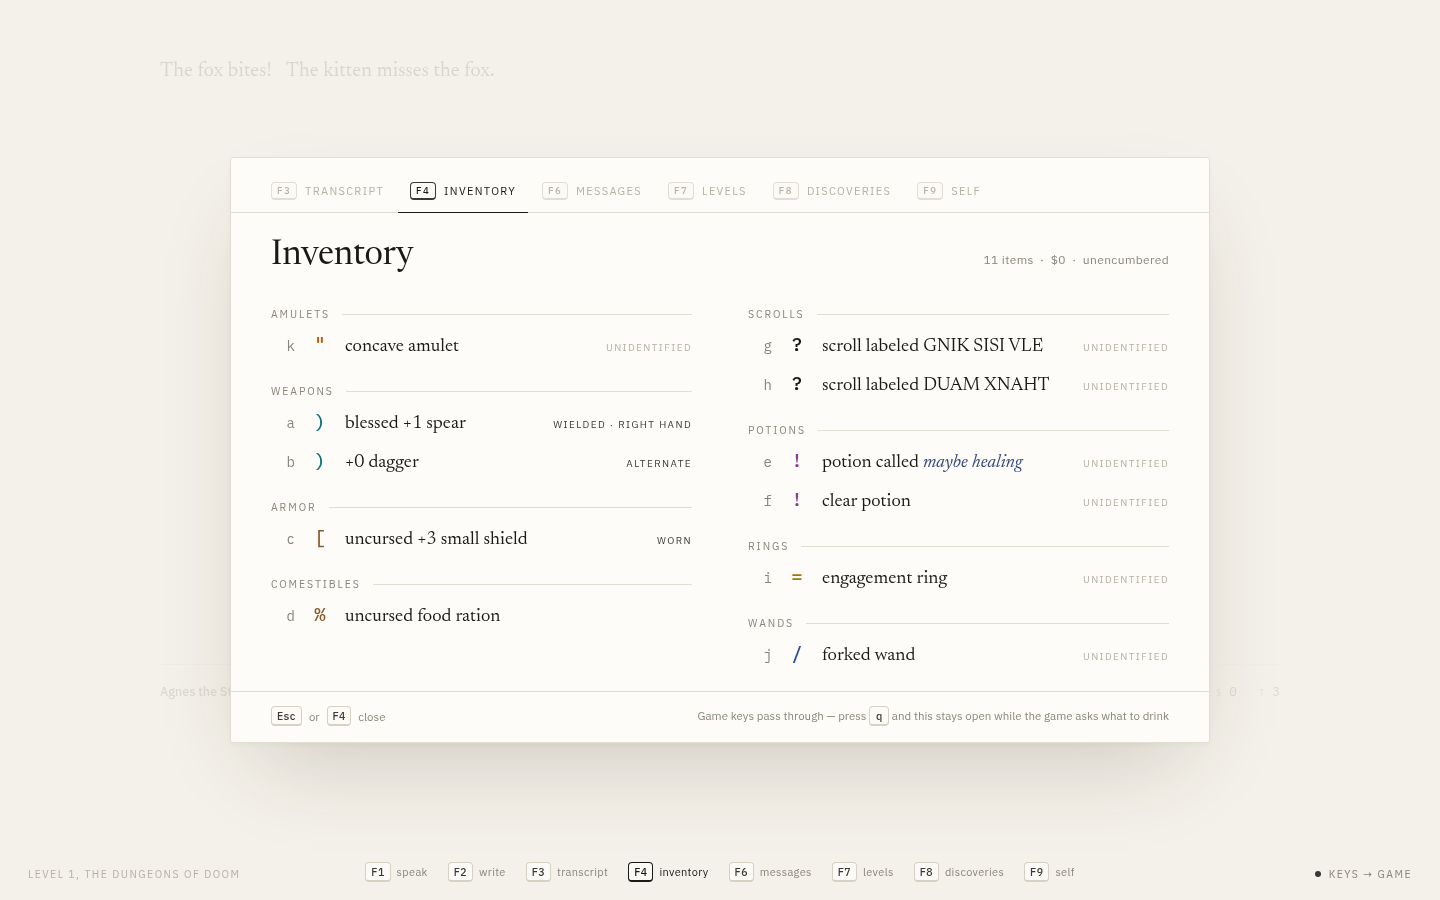 The fox bites!   The kitten misses the fox.
F3 TRANSCRIPT F4 INVENTORY F6 MESSAGES F7 LEVELS F8 DISCOVERIES F9 SELF
Inventory
11 items · $0 · unencumbered
AMULETS
k " concave amulet UNIDENTIFIED
WEAPONS
a ) blessed +1 spear WIELDED · RIGHT HAND
b ) +0 dagger ALTERNATE
ARMOR
c [ uncursed +3 small shield WORN
COMESTIBLES
d % uncursed food ration
SCROLLS
g ? scroll labeled GNIK SISI VLE UNIDENTIFIED
h ? scroll labeled DUAM XNAHT UNIDENTIFIED
POTIONS
e ! potion called maybe healing UNIDENTIFIED
f ! clear potion UNIDENTIFIED
RINGS
i = engagement ring UNIDENTIFIED
WANDS
j / forked wand UNIDENTIFIED
Agnes the St
$ 0 T 3
Esc or F4 close
Game keys pass through — press q and this stays open while the game asks what to drink
LEVEL 1, THE DUNGEONS OF DOOM
F1 speak F2 write F3 transcript F4 inventory F6 messages F7 levels F8 discoveries F9 self
KEYS → GAME